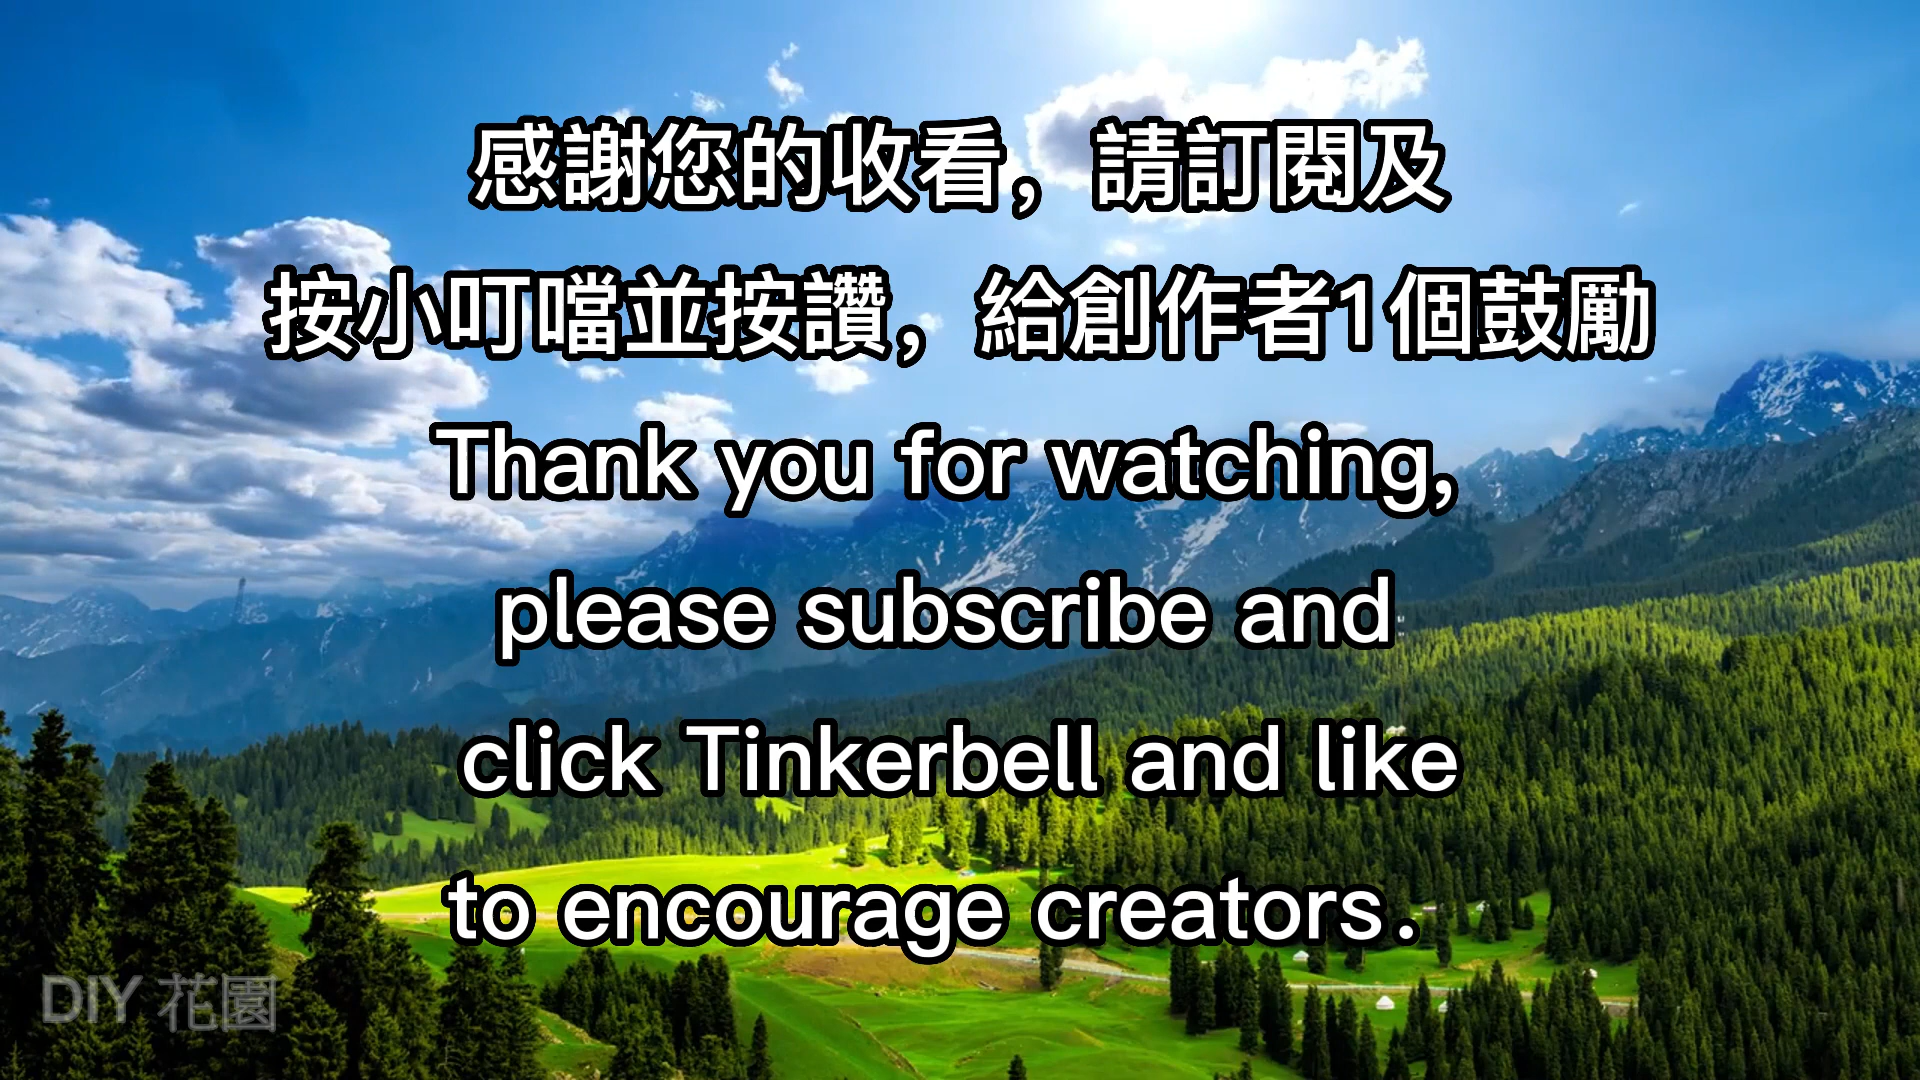 感謝您的收看，請訂閱及
按小叮噹並按讚，給創作者1個鼓勵
Thank you for watching,
please subscribe and
click Tinkerbell and like
to encourage creators.
DIY 花園